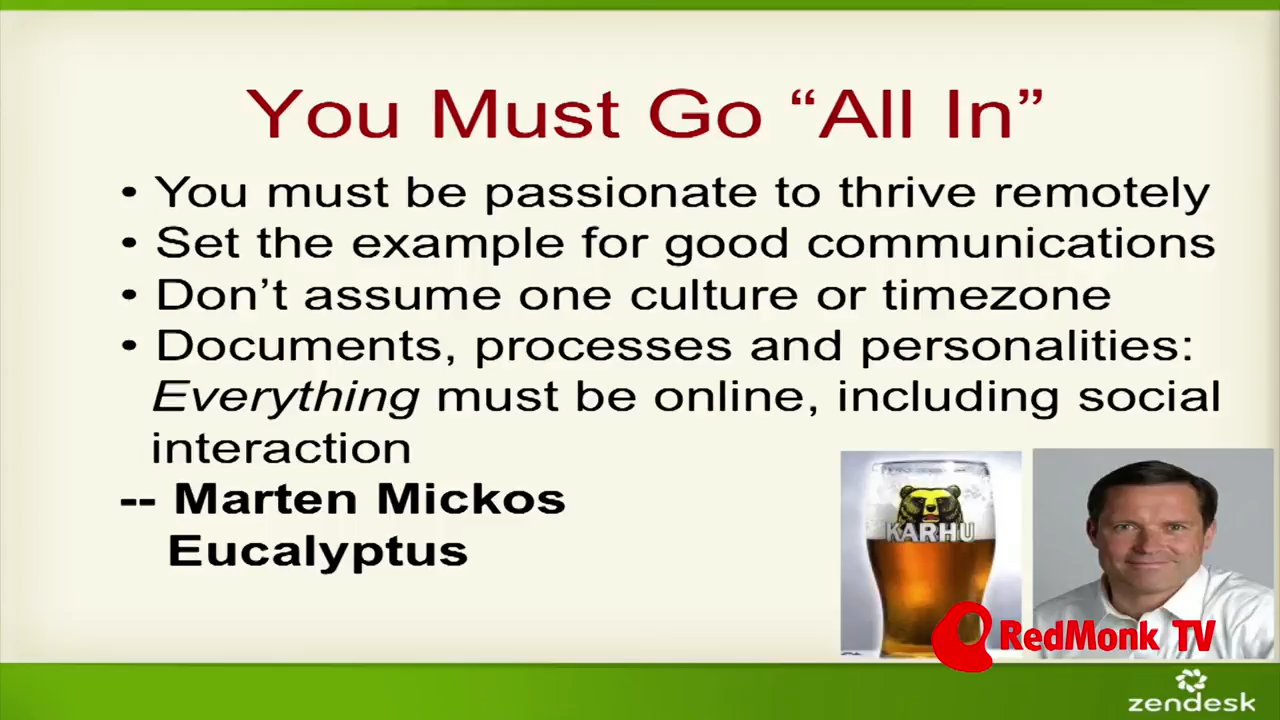 You Must Go “All In”
• You must be passionate to thrive remotely
• Set the example for good communications
• Don’t assume one culture or timezone
• Documents, processes and personalities:
Everything must be online, including social
interaction
-- Marten Mickos
Eucalyptus
KARHU
RedMonk TV
zendesk